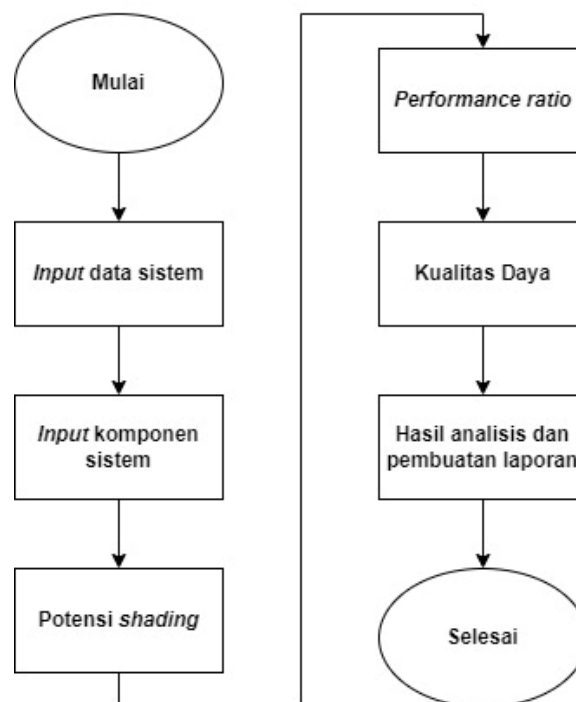 Mulai
Input data sistem
Input komponen
sistem
Potensi shading
Performance ratio
Kualitas Daya
Hasil analisis dan
pembuatan laporan
Selesai